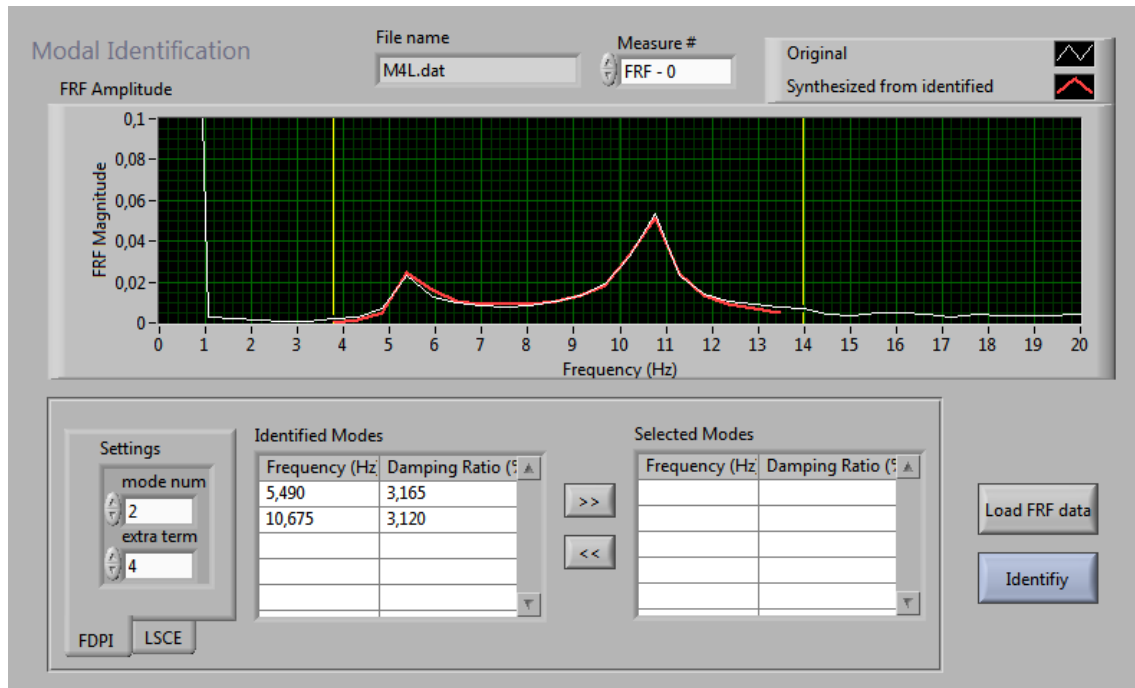 Modal Identification
File name
M4L.dat
Measure #
FRF - 0
Original
Synthesized from identified
FRF Amplitude
FRF Magnitude
0,1
0,08
0,06
0,04
0,02
0
0 1 2 3 4 5 6 7 8 9 10 11 12 13 14 15 16 17 18 19 20
Frequency (Hz)
Settings
mode num
2
extra term
4
FDPI
LSCE
Identified Modes
Frequency (Hz Damping Ratio (%
5,490 3,165
10,675 3,120
>>
<<
Selected Modes
Frequency (Hz Damping Ratio (%
Load FRF data
Identifiy